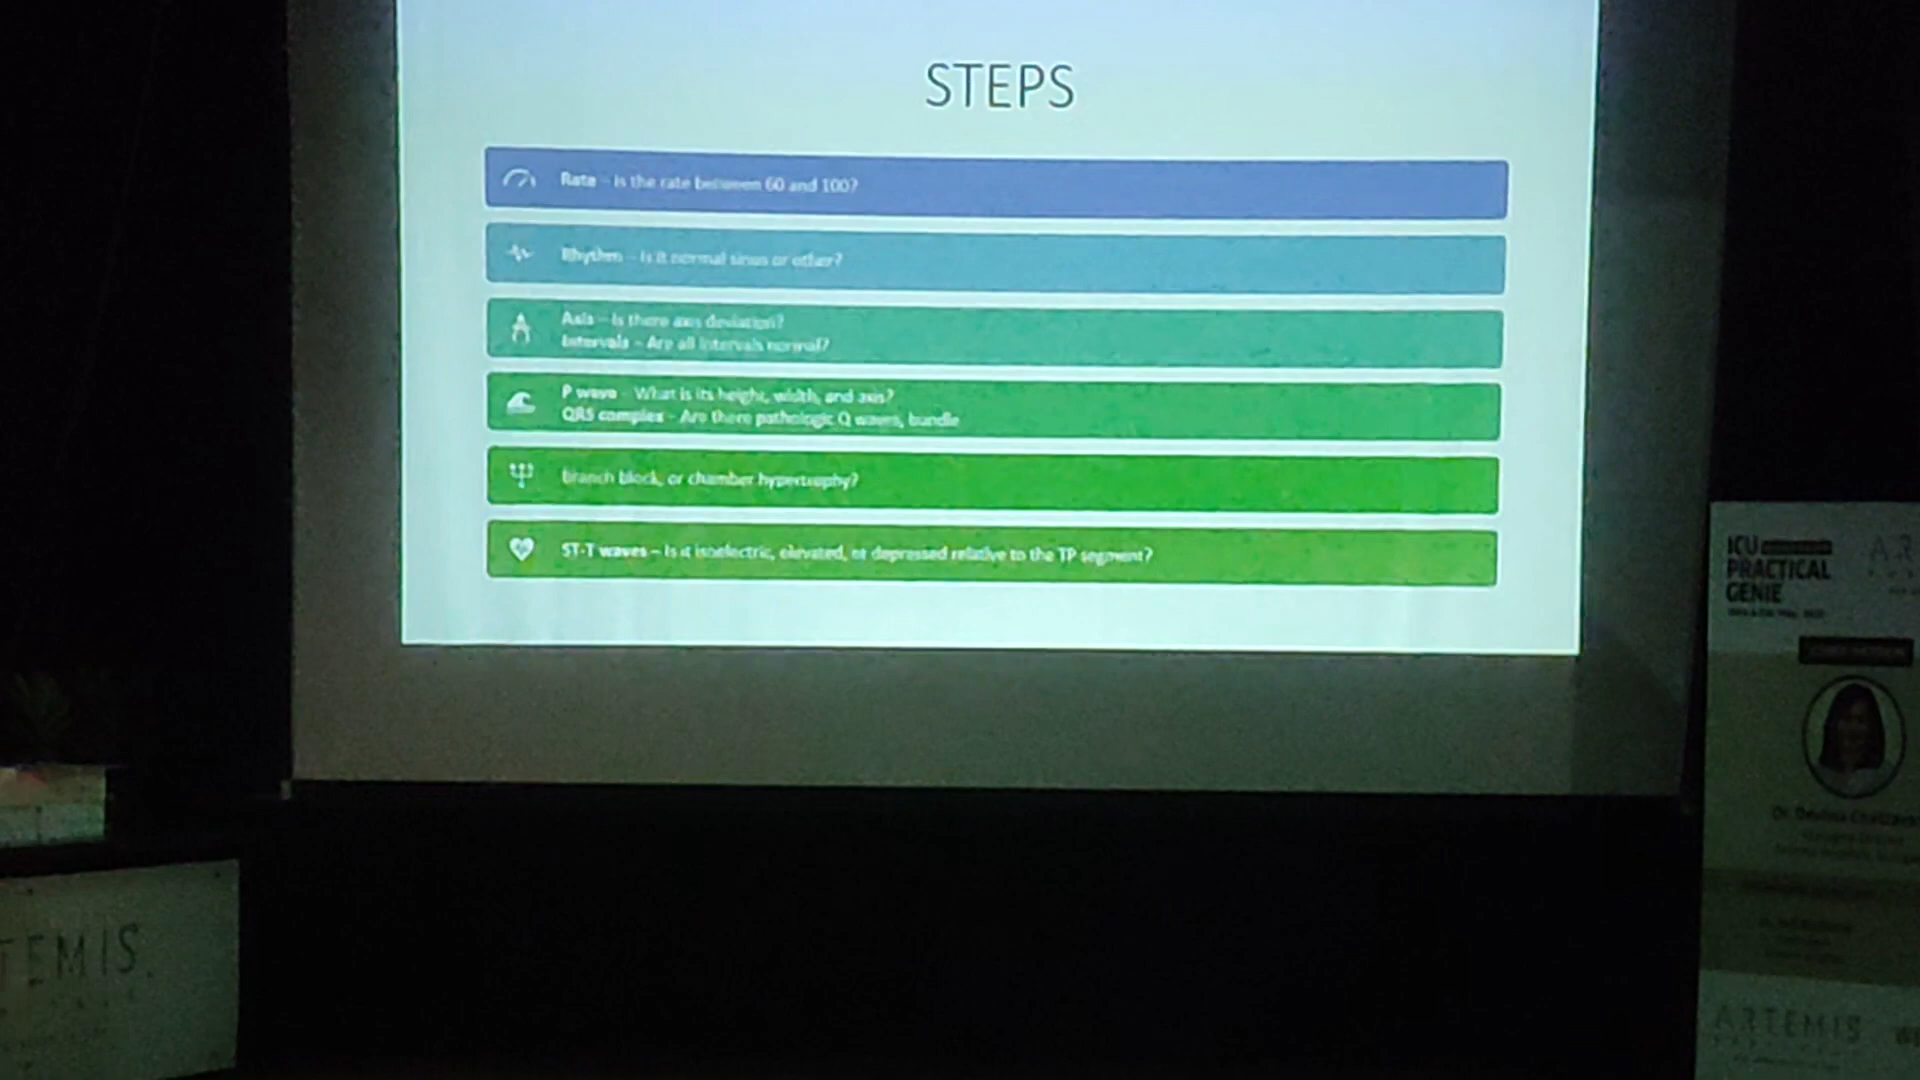 STEPS
Rate – Is the rate between 60 and 100?
Rhythm – Is it normal sinus or other?
Axis – Is there axis deviation?
Intervals – Are all intervals normal?
P wave – What is its height, width, and axis?
QRS complex – Are there pathologic Q waves, bundle
branch block, or chamber hypertrophy?
ST-T waves – Is it isoelectric, elevated, or depressed relative to the TP segment?
ICU
PRACTICAL
GENIE
AR
Dr.
TEMIS
ARTEMIS